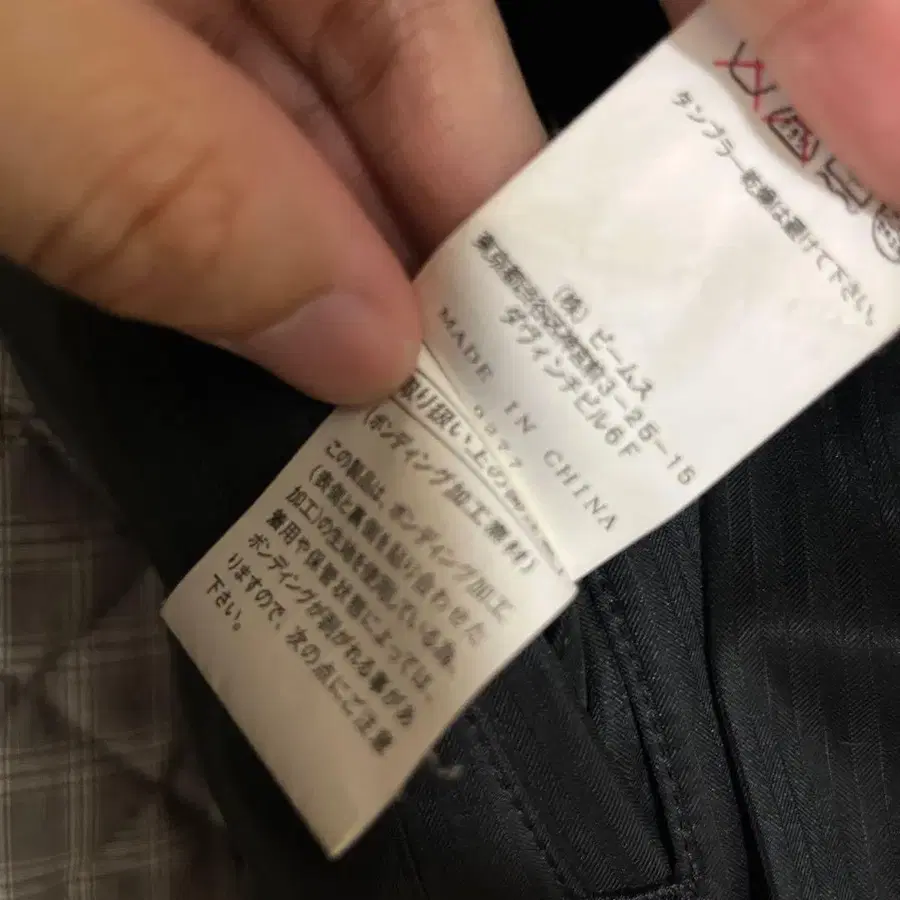 タンブラー乾燥は避けて下さい。
(株) ビームス
東京都渋谷区神宮前3-25-15
ダヴィンチビル6F
MADE IN CHINA
取り扱い上の
(ボンディング加工素材)
この製品は、ボンディング加工
(表地と裏地を貼り合わせた
加工)の生地を使用している為、
着用や保管状態によっては、
ボンディングが剥がれる事があ
りますので、次の点にご注意
下さい。